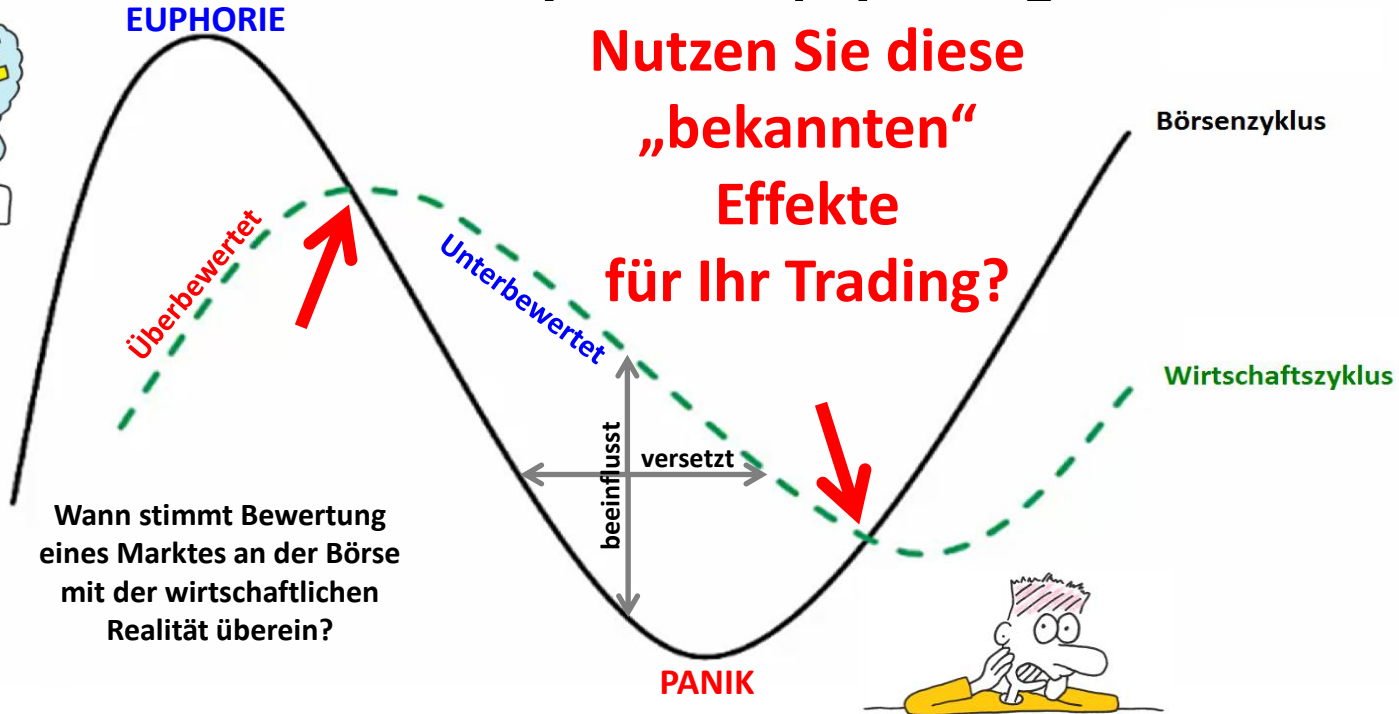 EUPHORIE
Nutzen Sie diese
„bekannten“
Effekte
für Ihr Trading?
Börsenzyklus
Überbewertet
Unterbewertet
Wirtschaftszyklus
beeinflusst
versetzt
Wann stimmt Bewertung
eines Marktes an der Börse
mit der wirtschaftlichen
Realität überein?
PANIK